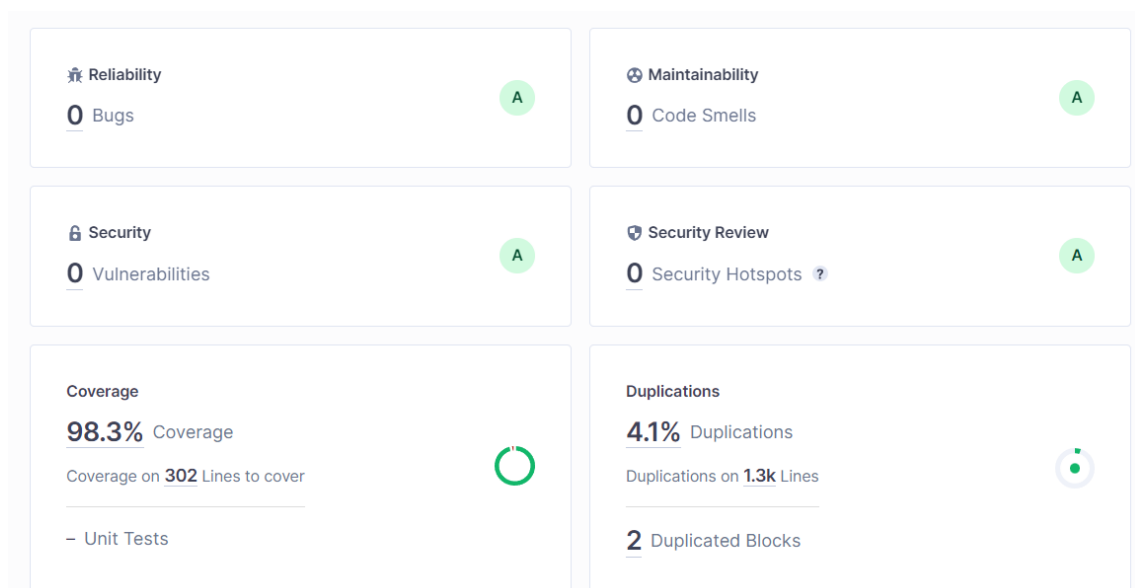 Reliability
0 Bugs
A
Maintainability
0 Code Smells
A
Security
0 Vulnerabilities
A
Security Review
0 Security Hotspots ?
A
Coverage
98.3% Coverage
Coverage on 302 Lines to cover
– Unit Tests
Duplications
4.1% Duplications
Duplications on 1.3k Lines
2 Duplicated Blocks